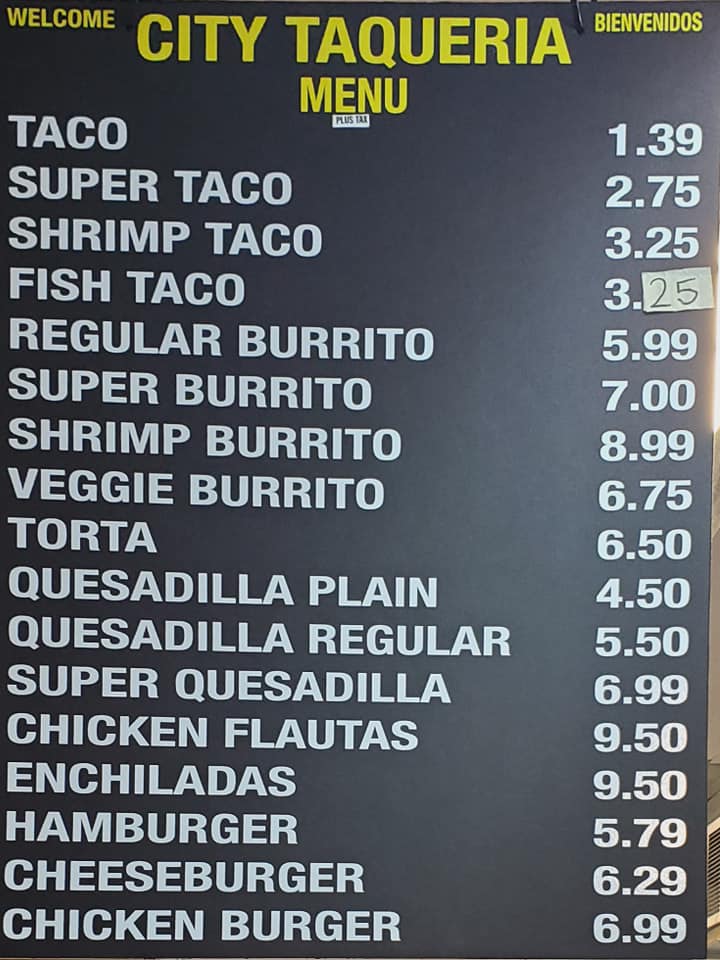 WELCOME CITY TAQUERIA BIENVENIDOS
MENU
PLUS TAX
TACO 1.39
SUPER TACO 2.75
SHRIMP TACO 3.25
FISH TACO 3.25
REGULAR BURRITO 5.99
SUPER BURRITO 7.00
SHRIMP BURRITO 8.99
VEGGIE BURRITO 6.75
TORTA 6.50
QUESADILLA PLAIN 4.50
QUESADILLA REGULAR 5.50
SUPER QUESADILLA 6.99
CHICKEN FLAUTAS 9.50
ENCHILADAS 9.50
HAMBURGER 5.79
CHEESEBURGER 6.29
CHICKEN BURGER 6.99